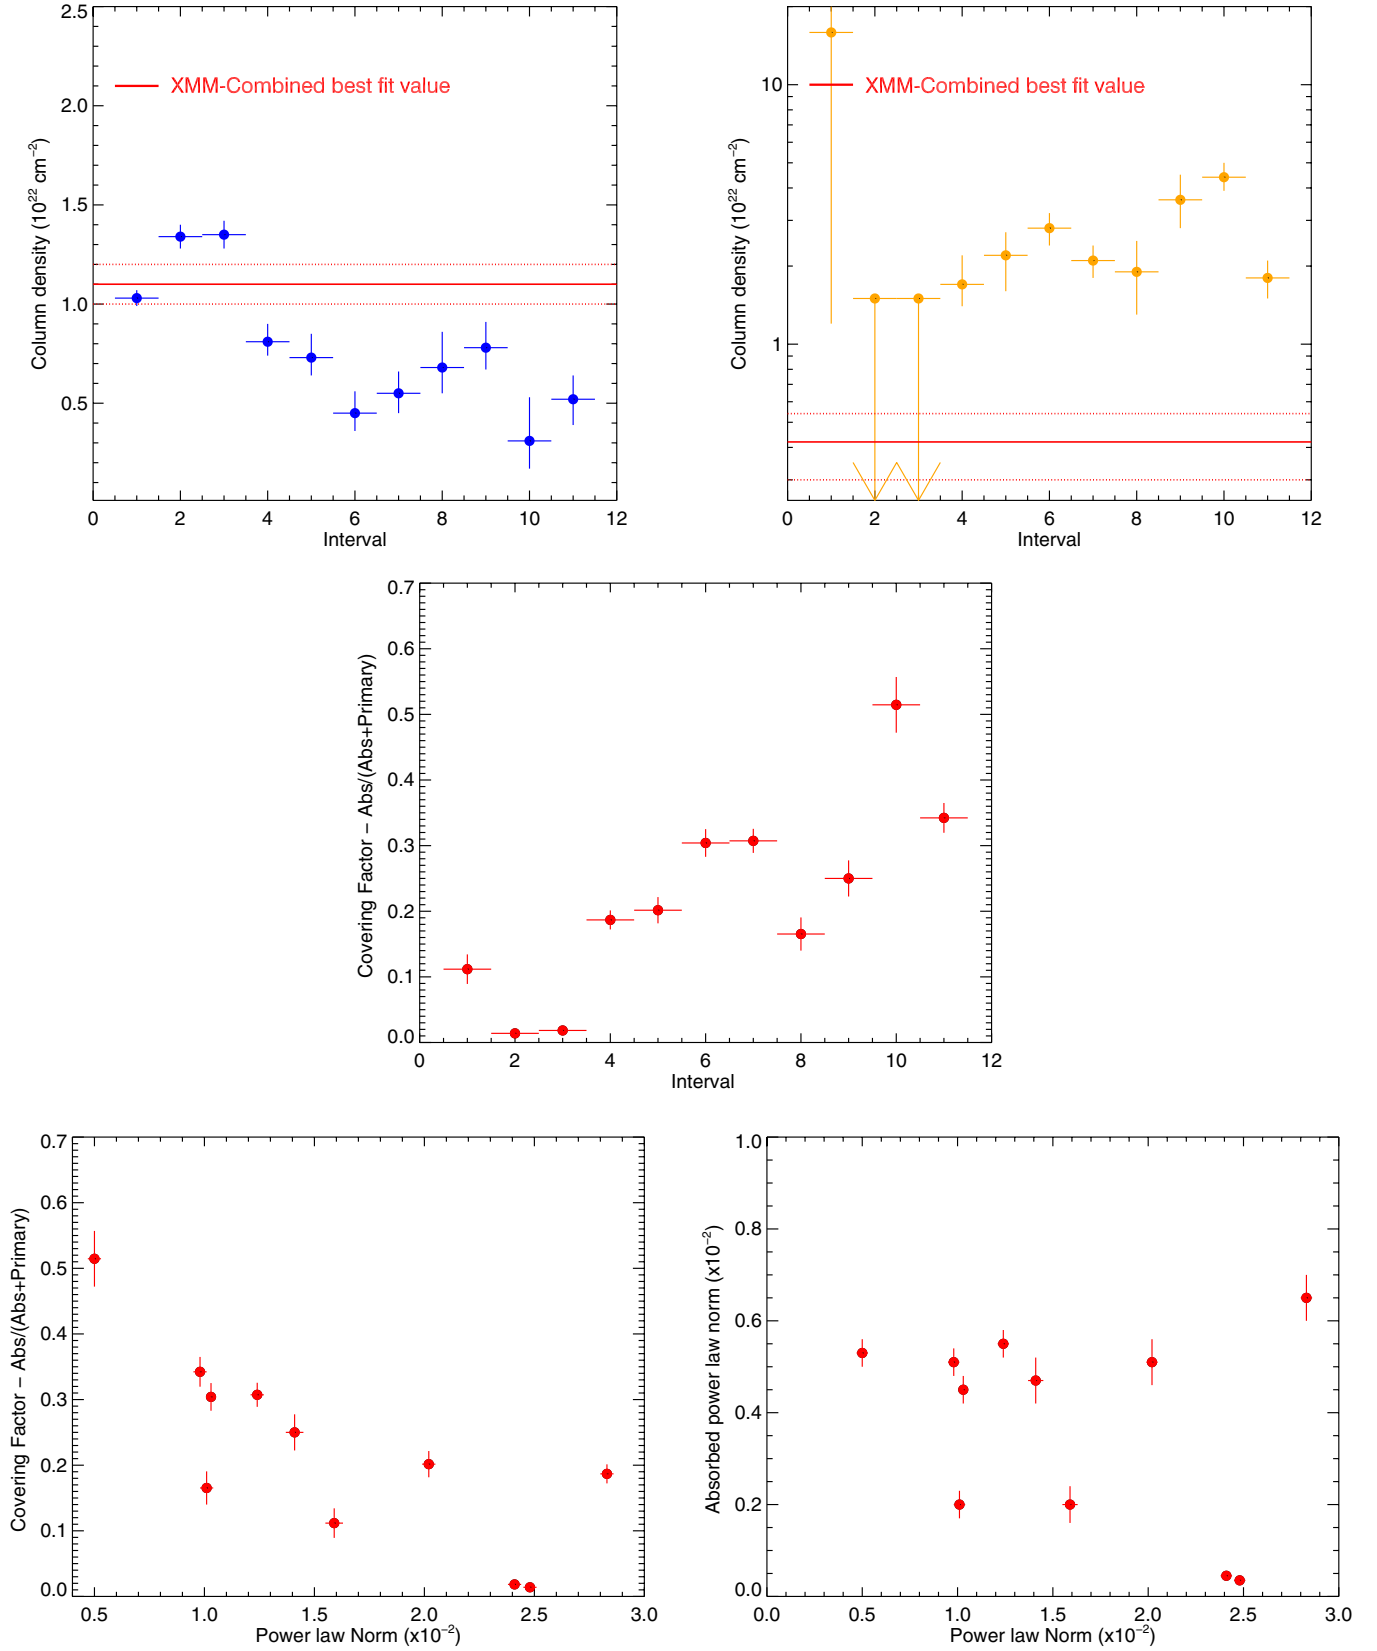 2.5
2.0
1.5
1.0
0.5
Column density (10²² cm⁻²)
XMM-Combined best fit value
0 2 4 6 8 10 12
Interval
10
1
Column density (10²² cm⁻²)
XMM-Combined best fit value
0 2 4 6 8 10 12
Interval
0.7
0.6
0.5
0.4
0.3
0.2
0.1
0.0
Covering Factor − Abs/(Abs+Primary)
0 2 4 6 8 10 12
Interval
0.7
0.6
0.5
0.4
0.3
0.2
0.1
0.0
Covering Factor − Abs/(Abs+Primary)
0.5 1.0 1.5 2.0 2.5 3.0
Power law Norm (x10⁻²)
1.0
0.8
0.6
0.4
0.2
0.0
Absorbed power law norm (x10⁻²)
0.0 0.5 1.0 1.5 2.0 2.5 3.0
Power law Norm (x10⁻²)